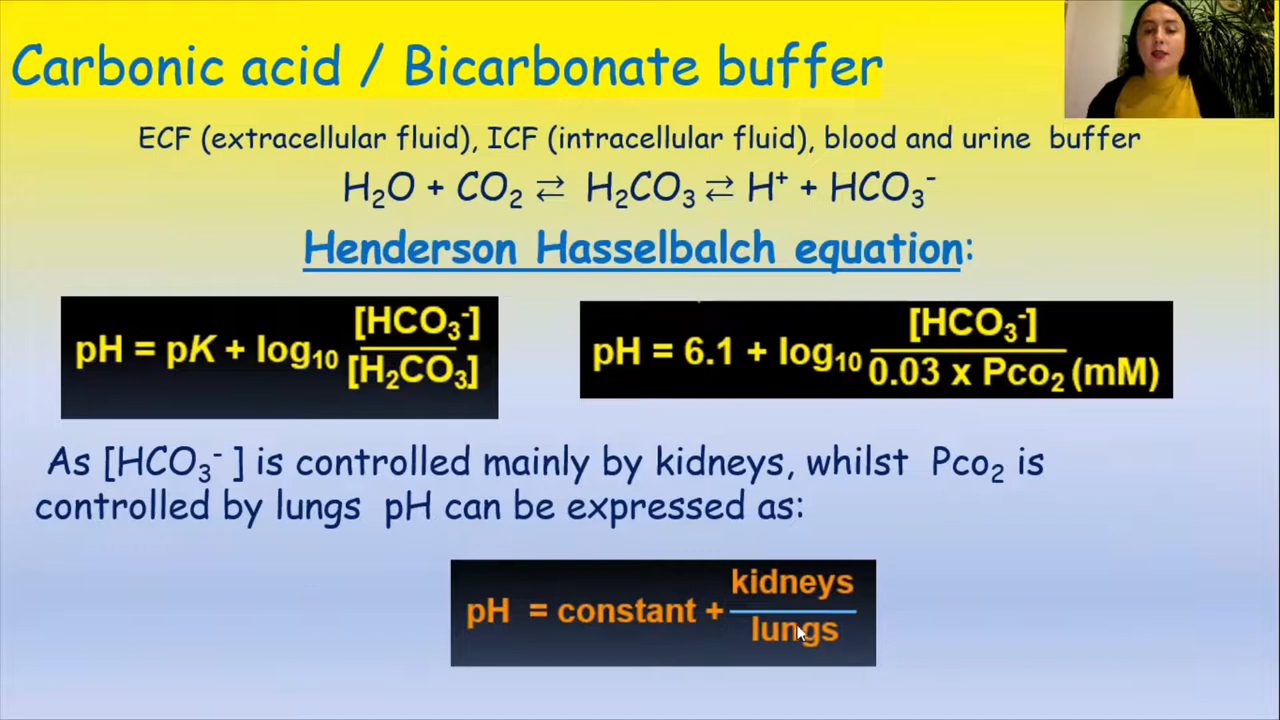 Carbonic acid / Bicarbonate buffer
ECF (extracellular fluid), ICF (intracellular fluid), blood and urine buffer
H₂O + CO₂ ⇄ H₂CO₃ ⇄ H⁺ + HCO₃⁻
Henderson Hasselbalch equation:
pH = pK + log₁₀ [HCO₃⁻] / [H₂CO₃]
pH = 6.1 + log₁₀ [HCO₃⁻] / 0.03 x Pco₂ (mM)
As [HCO₃⁻ ] is controlled mainly by kidneys, whilst Pco₂ is
controlled by lungs pH can be expressed as:
pH = constant + kidneys / lungs